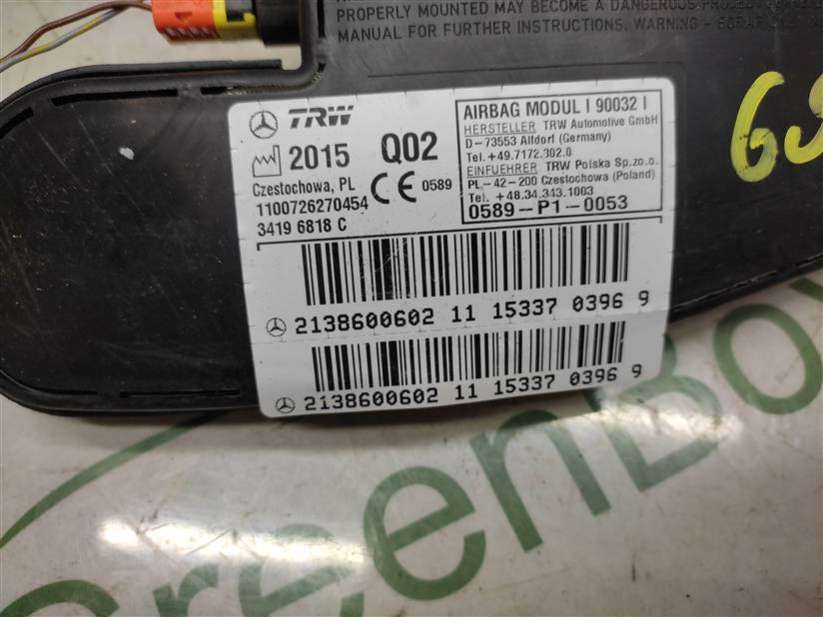 PROPERLY MOUNTED MAY BECOME A DANGEROUS
MANUAL FOR FURTHER INSTRUCTIONS. WARNING -
TRW
2015 Q02
Czestochowa, PL
1100726270454
3419 6818 C
CE 0589
AIRBAG MODUL I 90032 I
HERSTELLER TRW Automotive GmbH
D-73553 Alfdorf (Germany)
Tel.+49.7172.302.0
EINFUEHRER TRW Polska Sp.zo.o.
PL-42-200 Czestochowa (Poland)
Tel. +48.34.343.1003
0589-P1-0053
2138600602 11 15337 0396 9
2138600602 11 15337 0396 9
GreenBox